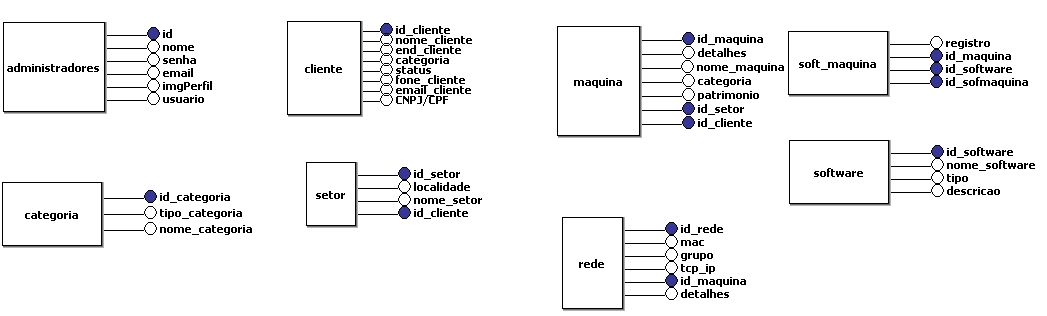 administradores
id
nome
senha
email
imgPerfil
usuario
cliente
id_cliente
nome_cliente
end_cliente
categoria
status
fone_cliente
email_cliente
CNPJ/CPF
maquina
id_maquina
detalhes
nome_maquina
categoria
patrimonio
id_setor
id_cliente
soft_maquina
registro
id_maquina
id_software
id_sofmaquina
categoria
id_categoria
tipo_categoria
nome_categoria
setor
id_setor
localidade
nome_setor
id_cliente
software
id_software
nome_software
tipo
descricao
rede
id_rede
mac
grupo
tcp_ip
id_maquina
detalhes